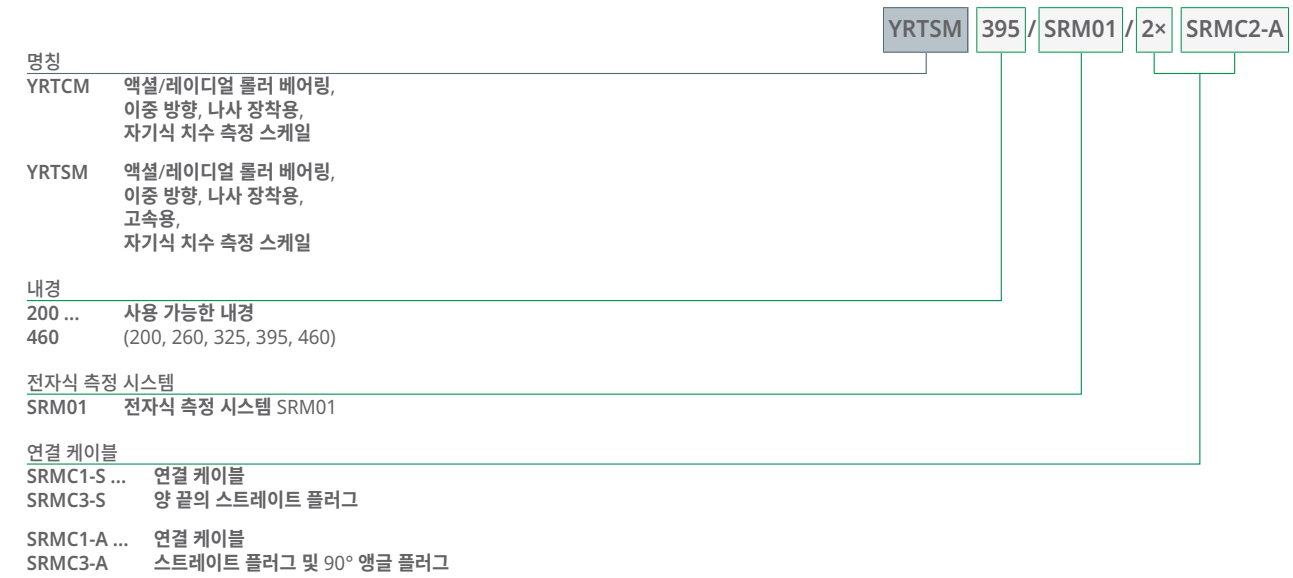 YRTSM 395 / SRM01 / 2× SRMC2-A
명칭
YRTCM 액셜/레이디얼 롤러 베어링,
이중 방향, 나사 장착용,
자기식 치수 측정 스케일
YRTSM 액셜/레이디얼 롤러 베어링,
이중 방향, 나사 장착용,
고속용,
자기식 치수 측정 스케일
내경
200 ... 사용 가능한 내경
460 (200, 260, 325, 395, 460)
전자식 측정 시스템
SRM01 전자식 측정 시스템 SRM01
연결 케이블
SRMC1-S ... 연결 케이블
SRMC3-S 양 끝의 스트레이트 플러그
SRMC1-A ... 연결 케이블
SRMC3-A 스트레이트 플러그 및 90° 앵글 플러그